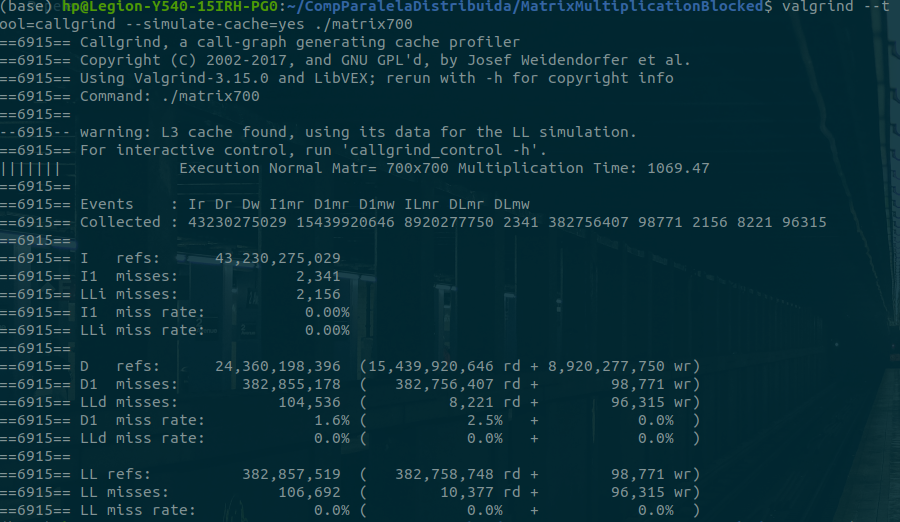 (base) hp@Legion-Y540-15IRH-PG0:~/CompParalelaDistribuida/MatrixMultiplicationBlocked$ valgrind --t
ool=callgrind --simulate-cache=yes ./matrix700
==6915== Callgrind, a call-graph generating cache profiler
==6915== Copyright (C) 2002-2017, and GNU GPL'd, by Josef Weidendorfer et al.
==6915== Using Valgrind-3.15.0 and LibVEX; rerun with -h for copyright info
==6915== Command: ./matrix700
==6915==
--6915-- warning: L3 cache found, using its data for the LL simulation.
==6915== For interactive control, run 'callgrind_control -h'.
||||||| Execution Normal Matr= 700x700 Multiplication Time: 1069.47
==6915==
==6915== Events    : Ir Dr Dw I1mr D1mr D1mw ILmr DLmr DLmw
==6915== Collected : 43230275029 15439920646 8920277750 2341 382756407 98771 2156 8221 96315
==6915==
==6915== I   refs:      43,230,275,029
==6915== I1  misses:             2,341
==6915== LLi misses:             2,156
==6915== I1  miss rate:           0.00%
==6915== LLi miss rate:           0.00%
==6915==
==6915== D   refs:      24,360,198,396  (15,439,920,646 rd + 8,920,277,750 wr)
==6915== D1  misses:       382,855,178  (   382,756,407 rd +        98,771 wr)
==6915== LLd misses:           104,536  (         8,221 rd +        96,315 wr)
==6915== D1  miss rate:            1.6% (           2.5%   +           0.0%  )
==6915== LLd miss rate:            0.0% (           0.0%   +           0.0%  )
==6915==
==6915== LL refs:          382,857,519  (   382,758,748 rd +        98,771 wr)
==6915== LL misses:            106,692  (        10,377 rd +        96,315 wr)
==6915== LL miss rate:             0.0% (           0.0%   +           0.0%  )